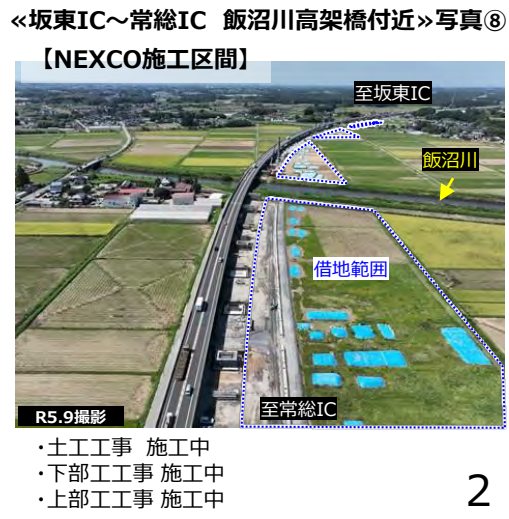 ≪坂東IC～常総IC 飯沼川高架橋付近≫写真⑧
【NEXCO施工区間】
至坂東IC
飯沼川
借地範囲
至常総IC
R5.9撮影
・土工工事 施工中
・下部工工事 施工中
・上部工工事 施工中
2